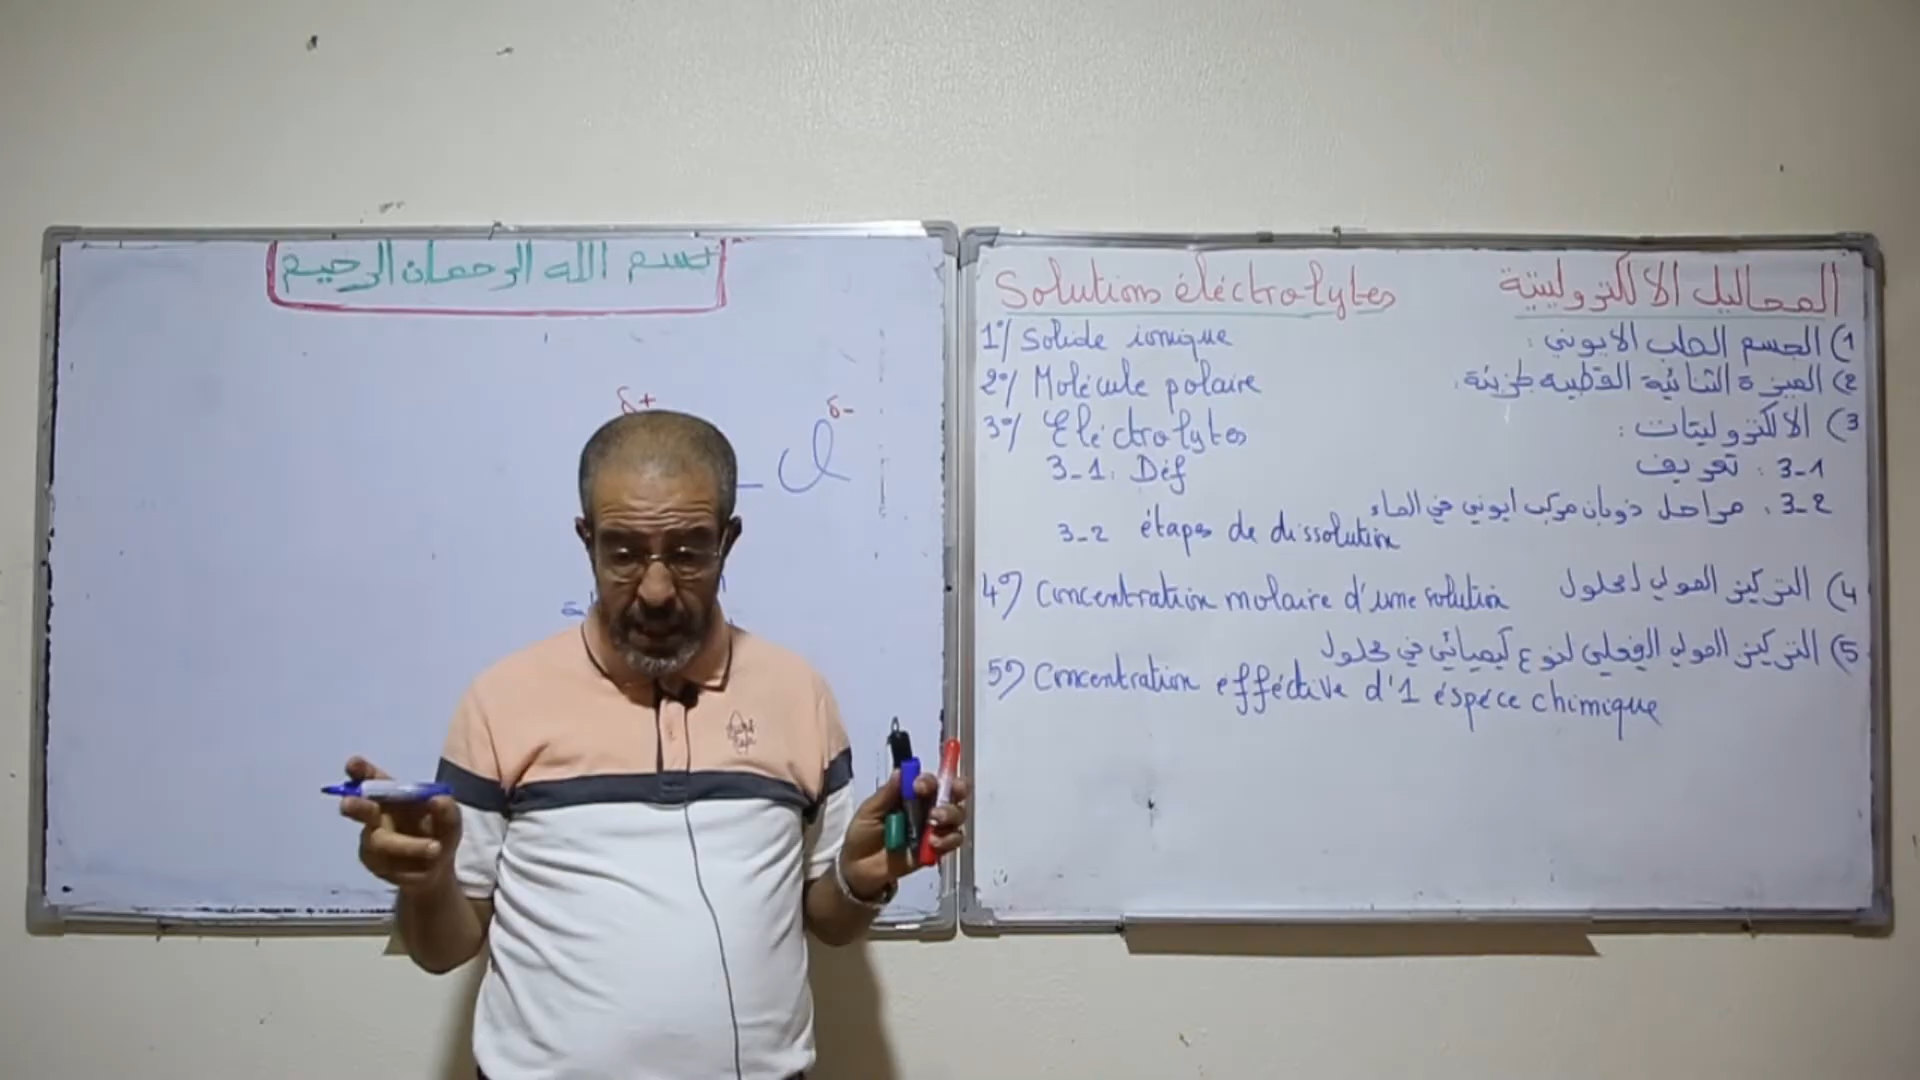 بسم الله الرحمان الرحيم
δ+
δ-
– Cl
Solutions éléctrolytes
المحاليل الالكتروليتية
1°/ Solide ionique
1) الجسم الصلب الايوني :
2°/ Molécule polaire
2) الميزة الثنائية القطبية لجزيئة.
3°/ Eléctrolytes
3) الالكتروليتات :
3-1. Déf
3-1 . تعريف
3-2 . مراحل ذوبان مركب ايوني في الماء
3-2 étapes de dissolution
4°) Concentration molaire d'une solution
4) التركيز المولي لمحلول
5) التركيز المولي الفعلي لنوع كيميائي في محلول
5°) Concentration efféctive d'1 éspéce chimique